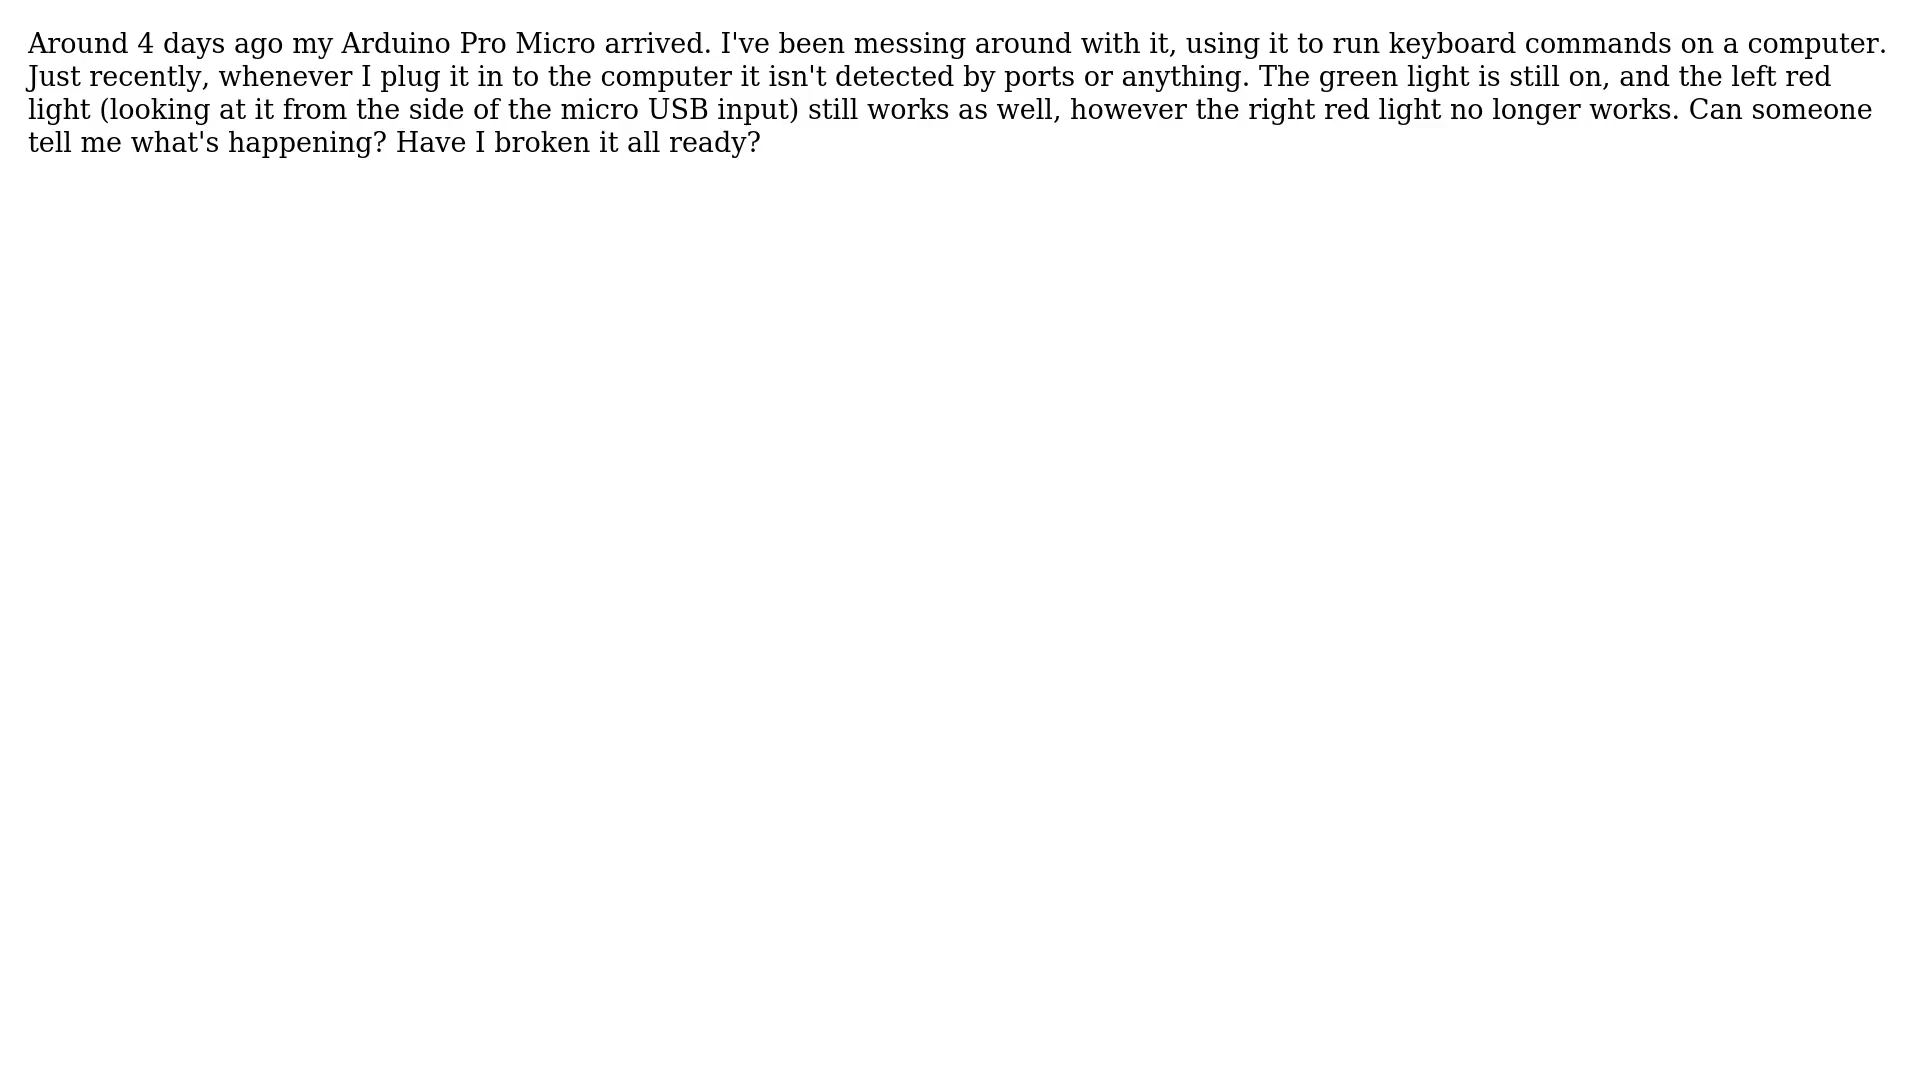 Around 4 days ago my Arduino Pro Micro arrived. I've been messing around with it, using it to run keyboard commands on a computer.
Just recently, whenever I plug it in to the computer it isn't detected by ports or anything. The green light is still on, and the left red
light (looking at it from the side of the micro USB input) still works as well, however the right red light no longer works. Can someone
tell me what's happening? Have I broken it all ready?